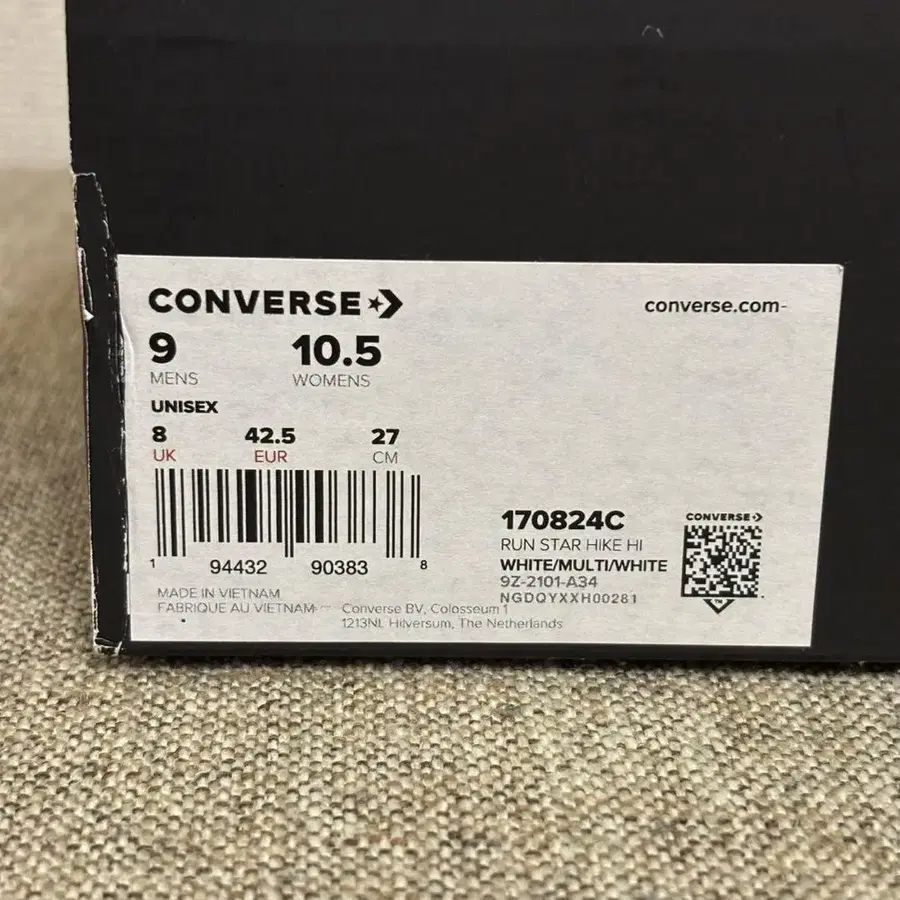 CONVERSE
converse.com
9 10.5
MENS WOMENS
UNISEX
8 42.5 27
UK EUR CM
1 94432 90383 8
MADE IN VIETNAM
FABRIQUE AU VIETNAM
Converse BV, Colosseum 1
1213NL Hilversum, The Netherlands
170824C
RUN STAR HIKE HI
WHITE/MULTI/WHITE
9Z-2101-A34
NGDQYXXH00281
CONVERSE
TM